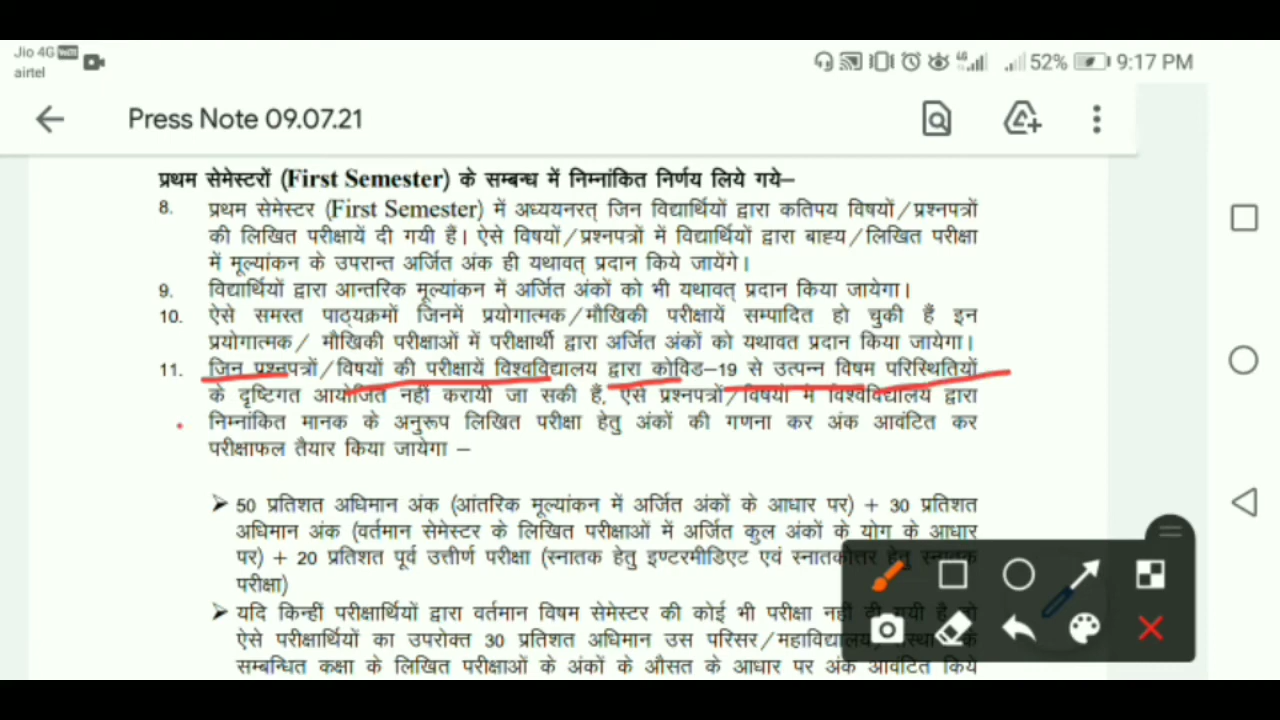 Jio 4G VoLTE
airtel
4G 52% 9:17 PM
Press Note 09.07.21
प्रथम सेमेस्टरों (First Semester) के सम्बन्ध में निम्नांकित निर्णय लिये गये–
8. प्रथम सेमेस्टर (First Semester) में अध्ययनरत् जिन विद्यार्थियों द्वारा कतिपय विषयों/प्रश्नपत्रों
की लिखित परीक्षायें दी गयी हैं। ऐसे विषयों/प्रश्नपत्रों में विद्यार्थियों द्वारा बाह्य/लिखित परीक्षा
में मूल्यांकन के उपरान्त अर्जित अंक ही यथावत् प्रदान किये जायेंगे।
9. विद्यार्थियों द्वारा आन्तरिक मूल्यांकन में अर्जित अंकों को भी यथावत् प्रदान किया जायेगा।
10. ऐसे समस्त पाठ्यक्रमों जिनमें प्रयोगात्मक/मौखिकी परीक्षायें सम्पादित हो चुकी हैं इन
प्रयोगात्मक/ मौखिकी परीक्षाओं में परीक्षार्थी द्वारा अर्जित अंकों को यथावत् प्रदान किया जायेगा।
11. जिन प्रश्नपत्रों/विषयों की परीक्षायें विश्वविद्यालय द्वारा कोविड–19 से उत्पन्न विषम परिस्थितियों
के दृष्टिगत आयोजित नहीं करायी जा सकी हैं, ऐसे प्रश्नपत्रों/विषयों में विश्वविद्यालय द्वारा
निम्नांकित मानक के अनुरूप लिखित परीक्षा हेतु अंकों की गणना कर अंक आवंटित कर
परीक्षाफल तैयार किया जायेगा –
➢ 50 प्रतिशत अधिमान अंक (आंतरिक मूल्यांकन में अर्जित अंकों के आधार पर) + 30 प्रतिशत
अधिमान अंक (वर्तमान सेमेस्टर के लिखित परीक्षाओं में अर्जित कुल अंकों के योग के आधार
पर) + 20 प्रतिशत पूर्व उत्तीर्ण परीक्षा (स्नातक हेतु इण्टरमीडिएट एवं स्नातकोत्तर हेतु स्नातक
परीक्षा)
➢ यदि किन्हीं परीक्षार्थियों द्वारा वर्तमान विषम सेमेस्टर की कोई भी परीक्षा नहीं दी गयी है
ऐसे परीक्षार्थियों का उपरोक्त 30 प्रतिशत अधिमान उस परिसर/महाविद्यालय/
सम्बन्धित कक्षा के लिखित परीक्षाओं के अंकों के औसत के आधार पर अंक आवंटित किये